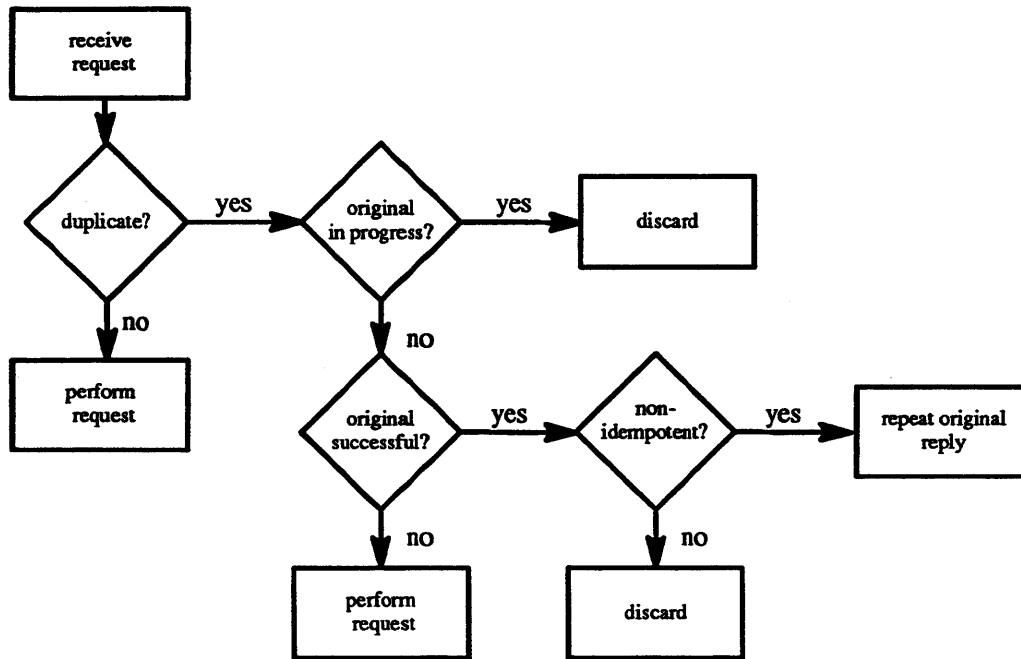 receive
request
duplicate?
yes
original
in progress?
yes
discard
no
no
perform
request
original
successful?
yes
non-
idempotent?
yes
repeat original
reply
no
no
perform
request
discard